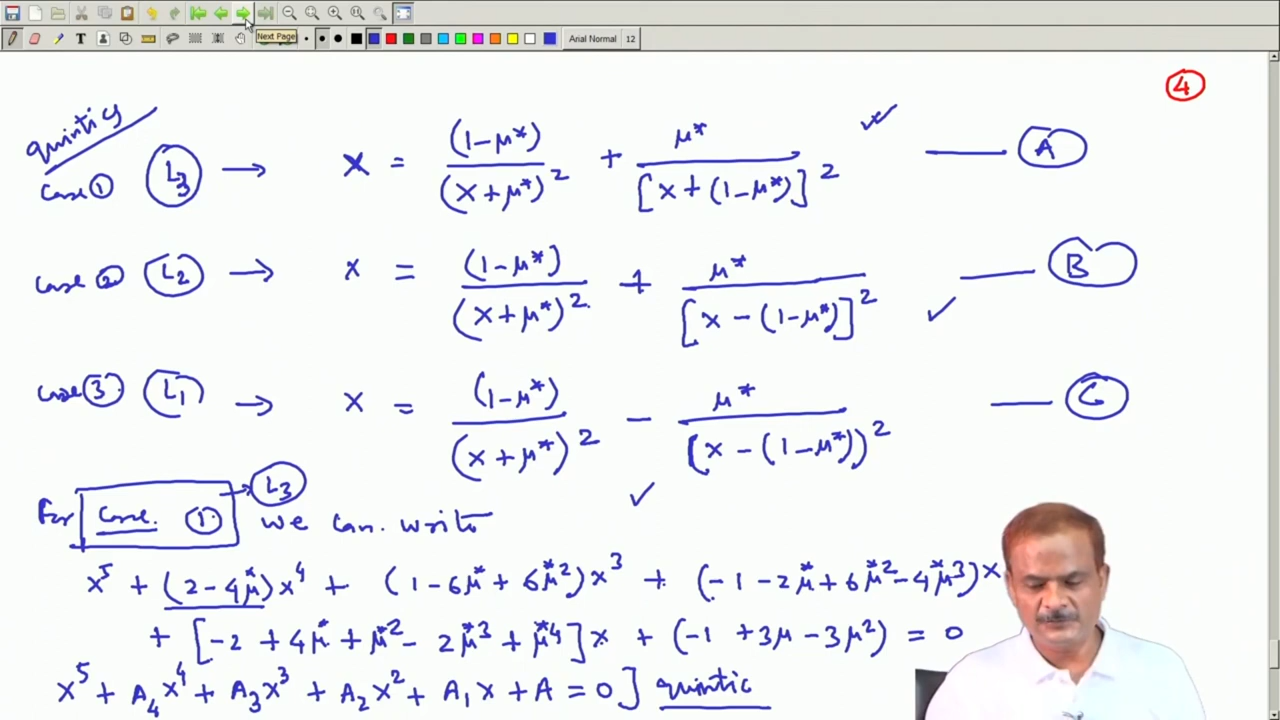 Next Page
Arial Normal 12
4
quintics
Case ① L3 → x = (1-μ*)/(x+μ*)² + μ*/[x+(1-μ*)]² — A
Case ② L2 → x = (1-μ*)/(x+μ*)² + μ*/[x-(1-μ*)]² — B
Case ③ L1 → x = (1-μ*)/(x+μ*)² - μ*/(x-(1-μ*))² — C
For Case. ① → L3 we can. write
x⁵ + (2-4μ*)x⁴ + (1-6μ*+6μ*²)x³ + (-1-2μ*+6μ*²-4μ*³)x
+ [-2+4μ*+μ*²-2μ*³+μ*⁴]x + (-1+3μ-3μ²) = 0
x⁵ + A₄x⁴ + A₃x³ + A₂x² + A₁x + A = 0] quintic